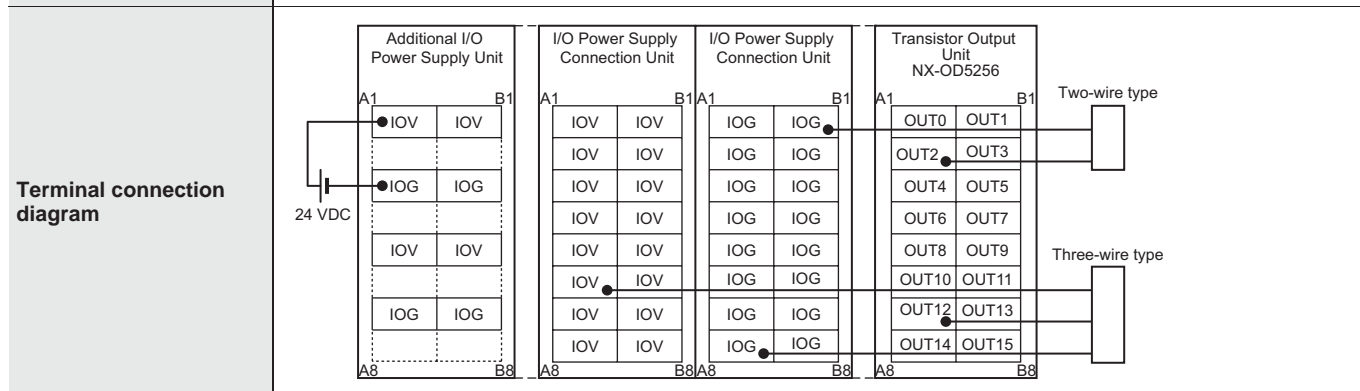 Terminal connection
diagram
Additional I/O
Power Supply Unit
I/O Power Supply
Connection Unit
I/O Power Supply
Connection Unit
Transistor Output
Unit
NX-OD5256
A1 B1 A1 B1 A1 B1 A1 B1
Two-wire type
IOV IOV IOV IOV IOG IOG OUT0 OUT1
IOV IOV IOG IOG OUT2 OUT3
IOG IOG IOV IOV IOG IOG OUT4 OUT5
24 VDC
IOV IOV IOG IOG OUT6 OUT7
IOV IOV IOV IOV IOG IOG OUT8 OUT9
Three-wire type
IOV IOV IOG IOG OUT10 OUT11
IOG IOG IOV IOV IOG IOG OUT12 OUT13
IOV IOV IOG IOG OUT14 OUT15
A8 B8 A8 B8 A8 B8 A8 B8